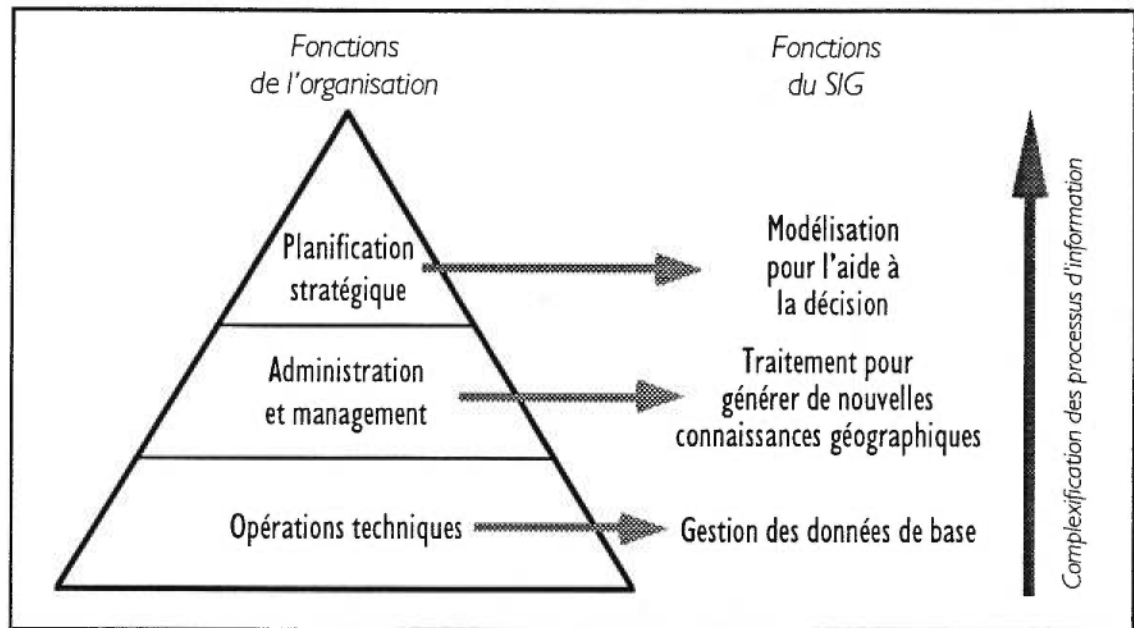 Fonctions
de l'organisation
Fonctions
du SIG
Planification
stratégique
Modélisation
pour l'aide à
la décision
Administration
et management
Traitement pour
générer de nouvelles
connaissances géographiques
Opérations techniques
Gestion des données de base
Complexification des processus d'information